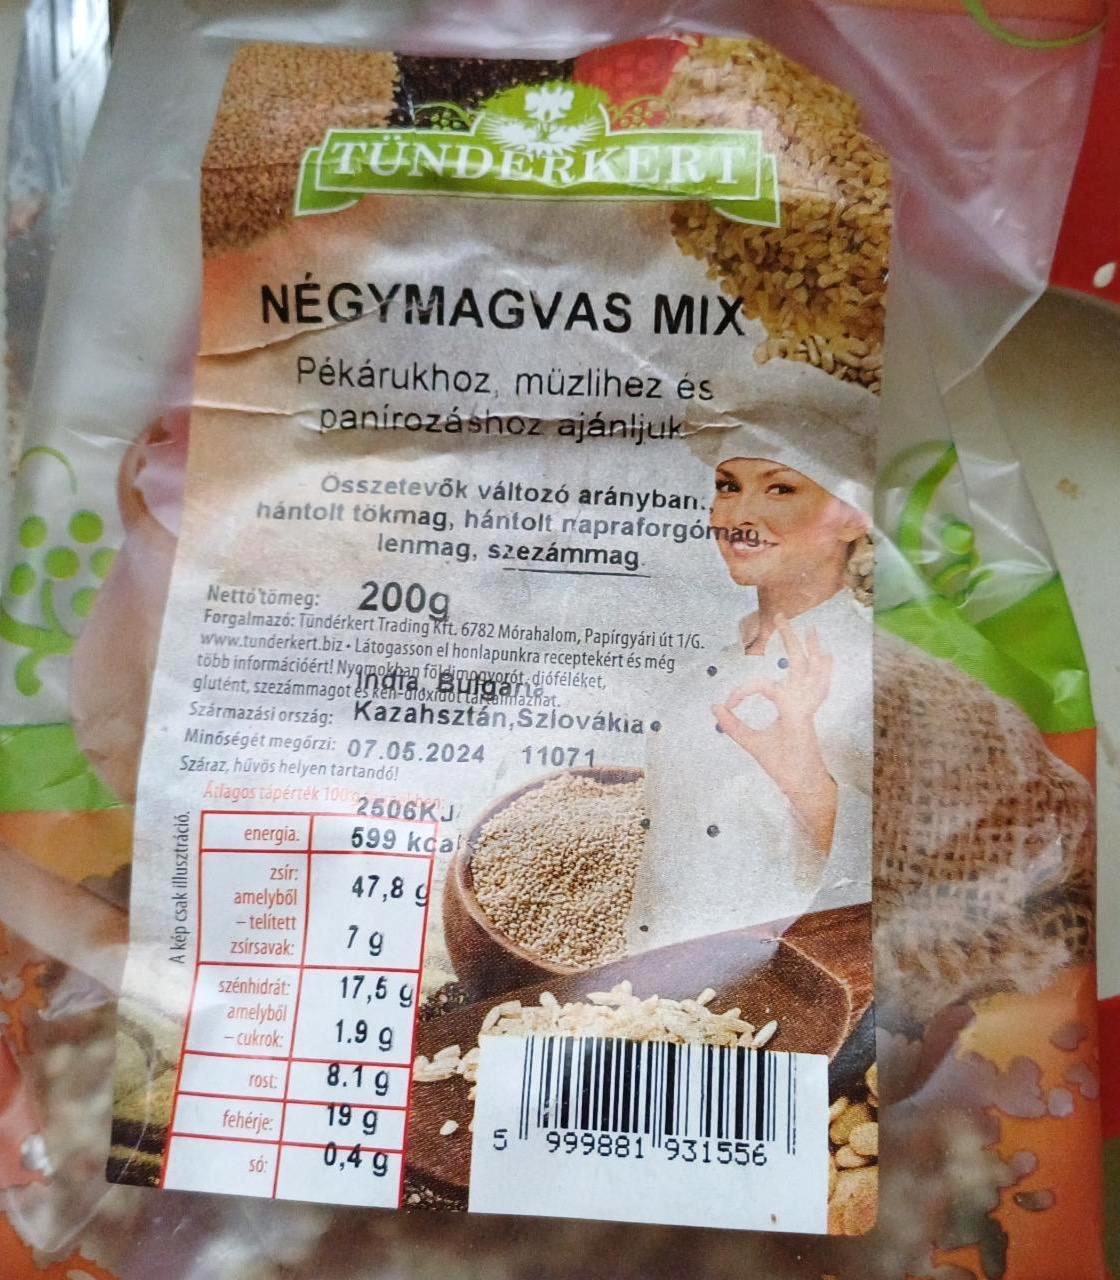 TÜNDÉRKERT
NÉGYMAGVAS MIX
Pékárukhoz, müzlihez és
panírozáshoz ajánljuk
Összetevők változó arányban.:
hántolt tökmag, hántolt napraforgómag,
lenmag, szezámmag.
Nettó tömeg: 200g
Forgalmazó: Tündérkert Trading Kft. 6782 Mórahalom, Papírgyári út 1/G.
www.tunderkert.biz • Látogasson el honlapunkra receptekért és még
több információért! Nyomokban földimogyorót, dióféléket,
glutént, szezámmagot és kén-dioxidot tartalmazhat.
India, Bulgária,
Származási ország: Kazahsztán,Szlovákia
Minőségét megőrzi: 07.05.2024 11071
Száraz, hűvös helyen tartandó!
Átlagos tápérték 100
2506KJ
energia: 599 kcal
zsír: 47,8 g
amelyből
– telített
zsírsavak: 7 g
szénhidrát: 17,5 g
amelyből
– cukrok: 1.9 g
rost: 8.1 g
fehérje: 19 g
só: 0,4 g
A kép csak illusztráció.
5 999881 931556